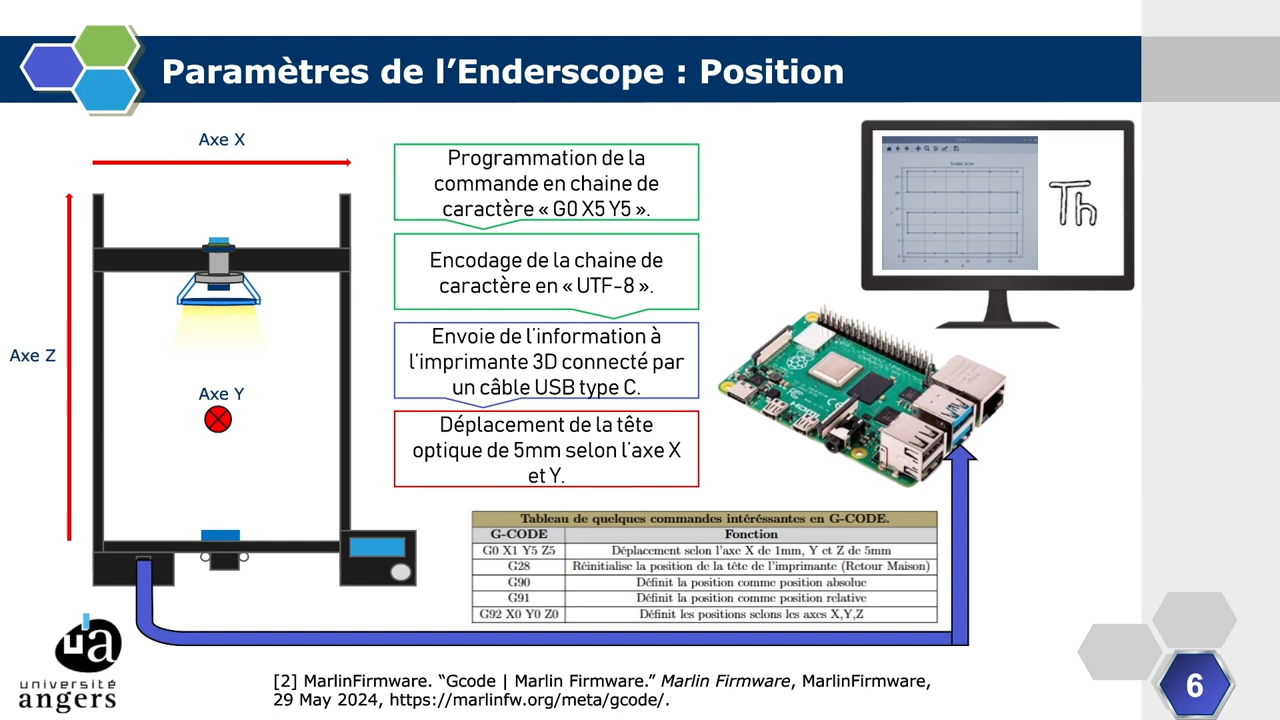 Paramètres de l'Enderscope : Position
Axe X
Axe Z
Axe Y
Programmation de la
commande en chaine de
caractère « G0 X5 Y5 ».
Encodage de la chaine de
caractère en « UTF-8 ».
Envoie de l'information à
l'imprimante 3D connecté par
un câble USB type C.
Déplacement de la tête
optique de 5mm selon l'axe X
et Y.
Snake Scan
Th
Tableau de quelques commandes intéréssantes en G-CODE.
G-CODE Fonction
G0 X1 Y5 Z5 Déplacement selon l'axe X de 1mm, Y et Z de 5mm
G28 Réinitialise la position de la tête de l'imprimante (Retour Maison)
G90 Définit la position comme position absolue
G91 Définit la position comme position relative
G92 X0 Y0 Z0 Définit les positions selons les axes X,Y,Z
ua
université
angers
[2] MarlinFirmware. “Gcode | Marlin Firmware.” Marlin Firmware, MarlinFirmware,
29 May 2024, https://marlinfw.org/meta/gcode/.
6